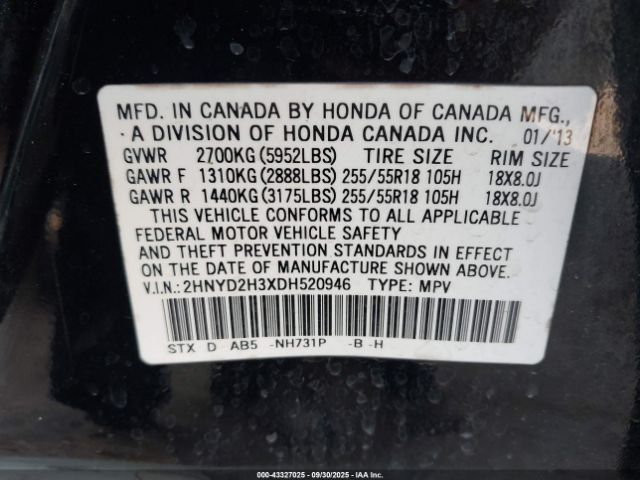 MFD. IN CANADA BY HONDA OF CANADA MFG.,
A DIVISION OF HONDA CANADA INC. 01/'13
GVWR 2700KG (5952LBS) TIRE SIZE RIM SIZE
GAWR F 1310KG (2888LBS) 255/55R18 105H 18X8.0J
GAWR R 1440KG (3175LBS) 255/55R18 105H 18X8.0J
THIS VEHICLE CONFORMS TO ALL APPLICABLE
FEDERAL MOTOR VEHICLE SAFETY
AND THEFT PREVENTION STANDARDS IN EFFECT
ON THE DATE OF MANUFACTURE SHOWN ABOVE.
V.I.N.: 2HNYD2H3XDH520946 TYPE: MPV
STX D AB5 -NH731P -B -H
000-43327025 - 09/30/2025 - IAA Inc.